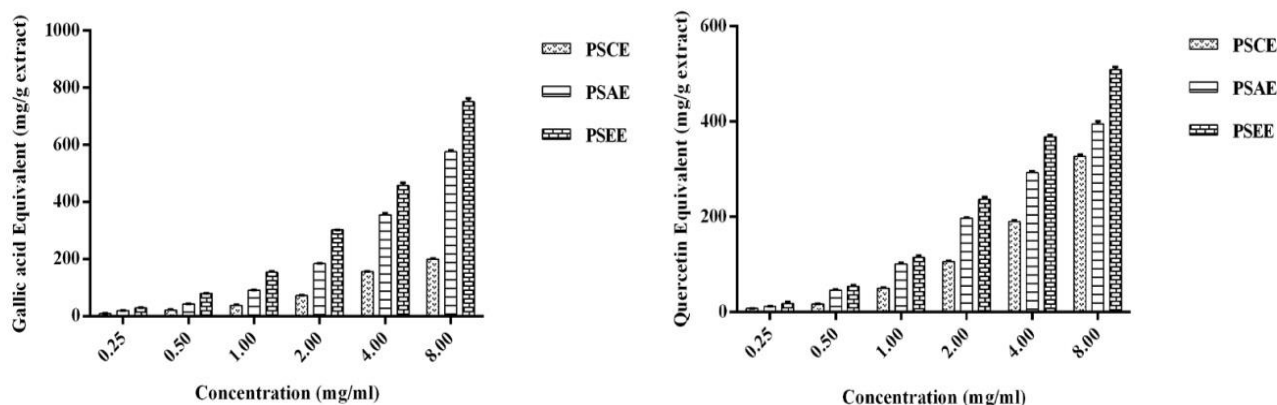 Gallic acid Equivalent (mg/g extract)
1000
800
600
400
200
0
0.25
0.50
1.00
2.00
4.00
8.00
Concentration (mg/ml)
PSCE
PSAE
PSEE
Quercetin Equivalent (mg/g extract)
600
400
200
0
0.25
0.50
1.00
2.00
4.00
8.00
Concentration (mg/ml)
PSCE
PSAE
PSEE